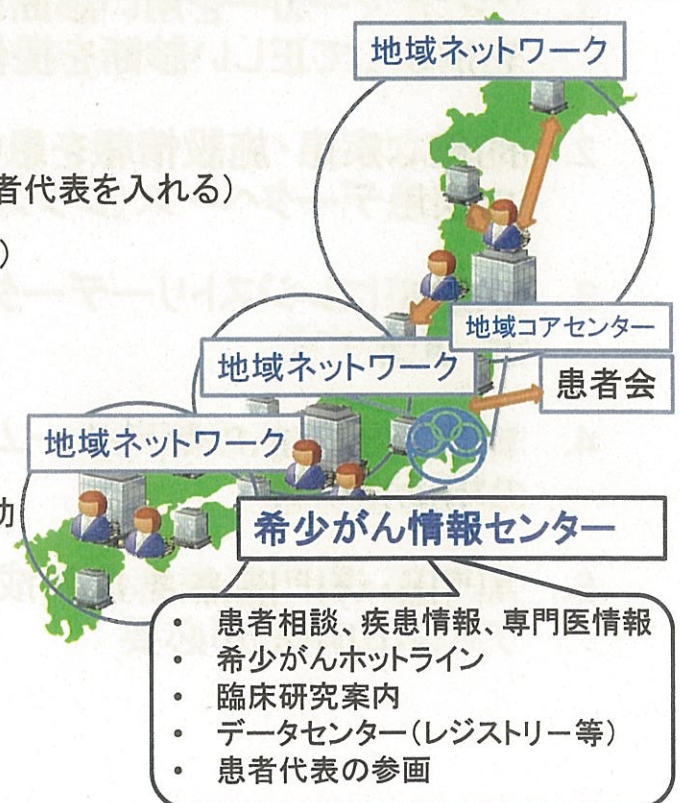 地域ネットワーク
者代表を入れる)
)
地域コアセンター
地域ネットワーク
患者会
地域ネットワーク
功
希少がん情報センター
• 患者相談、疾患情報、専門医情報
• 希少がんホットライン
• 臨床研究案内
• データセンター(レジストリー等)
• 患者代表の参画